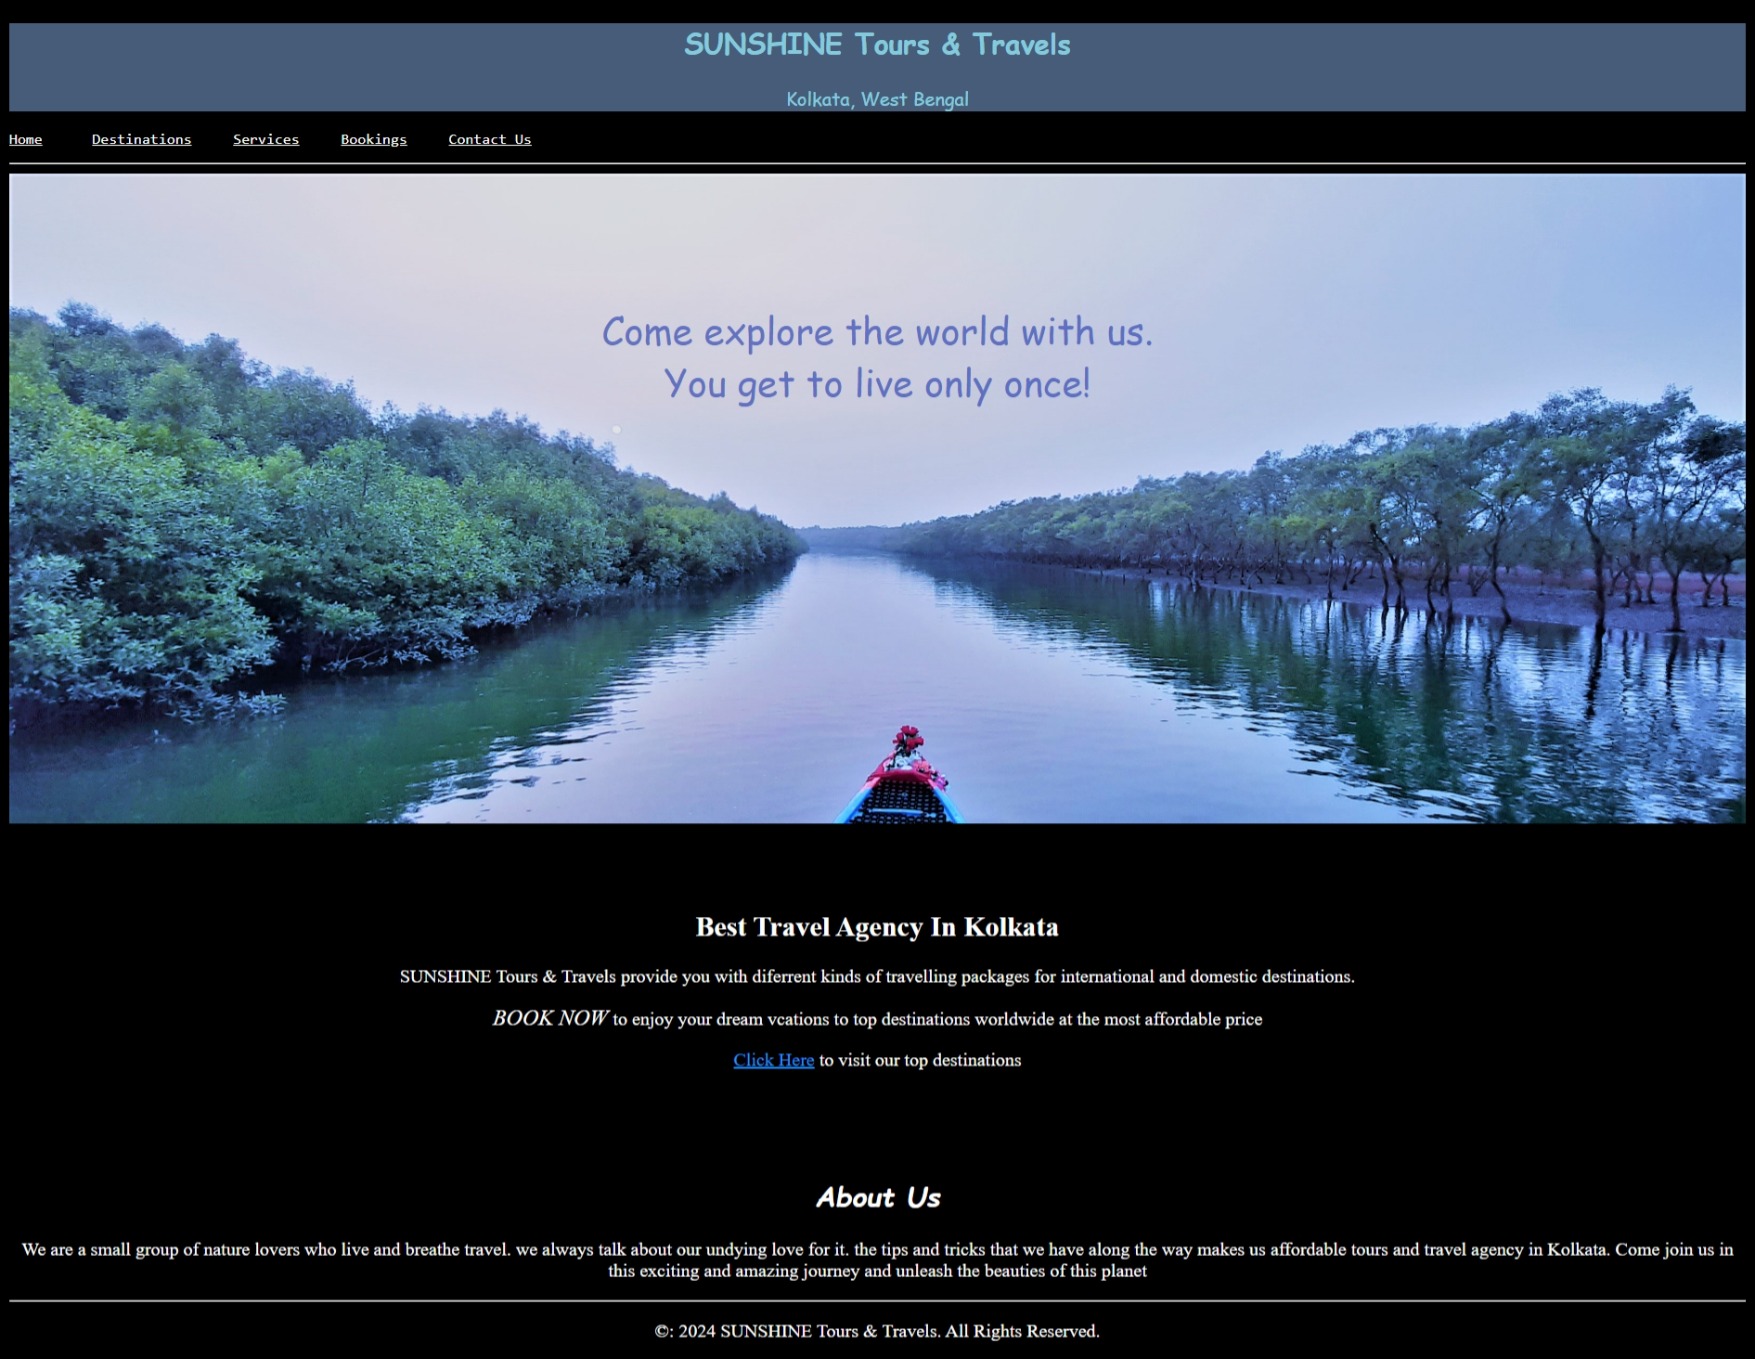 SUNSHINE Tours & Travels
Kolkata, West Bengal
Home Destinations Services Bookings Contact Us
Come explore the world with us.
You get to live only once!
Best Travel Agency In Kolkata
SUNSHINE Tours & Travels provide you with diferrent kinds of travelling packages for international and domestic destinations.
BOOK NOW to enjoy your dream vcations to top destinations worldwide at the most affordable price
Click Here to visit our top destinations
About Us
We are a small group of nature lovers who live and breathe travel. we always talk about our undying love for it. the tips and tricks that we have along the way makes us affordable tours and travel agency in Kolkata. Come join us in
this exciting and amazing journey and unleash the beauties of this planet
©: 2024 SUNSHINE Tours & Travels. All Rights Reserved.